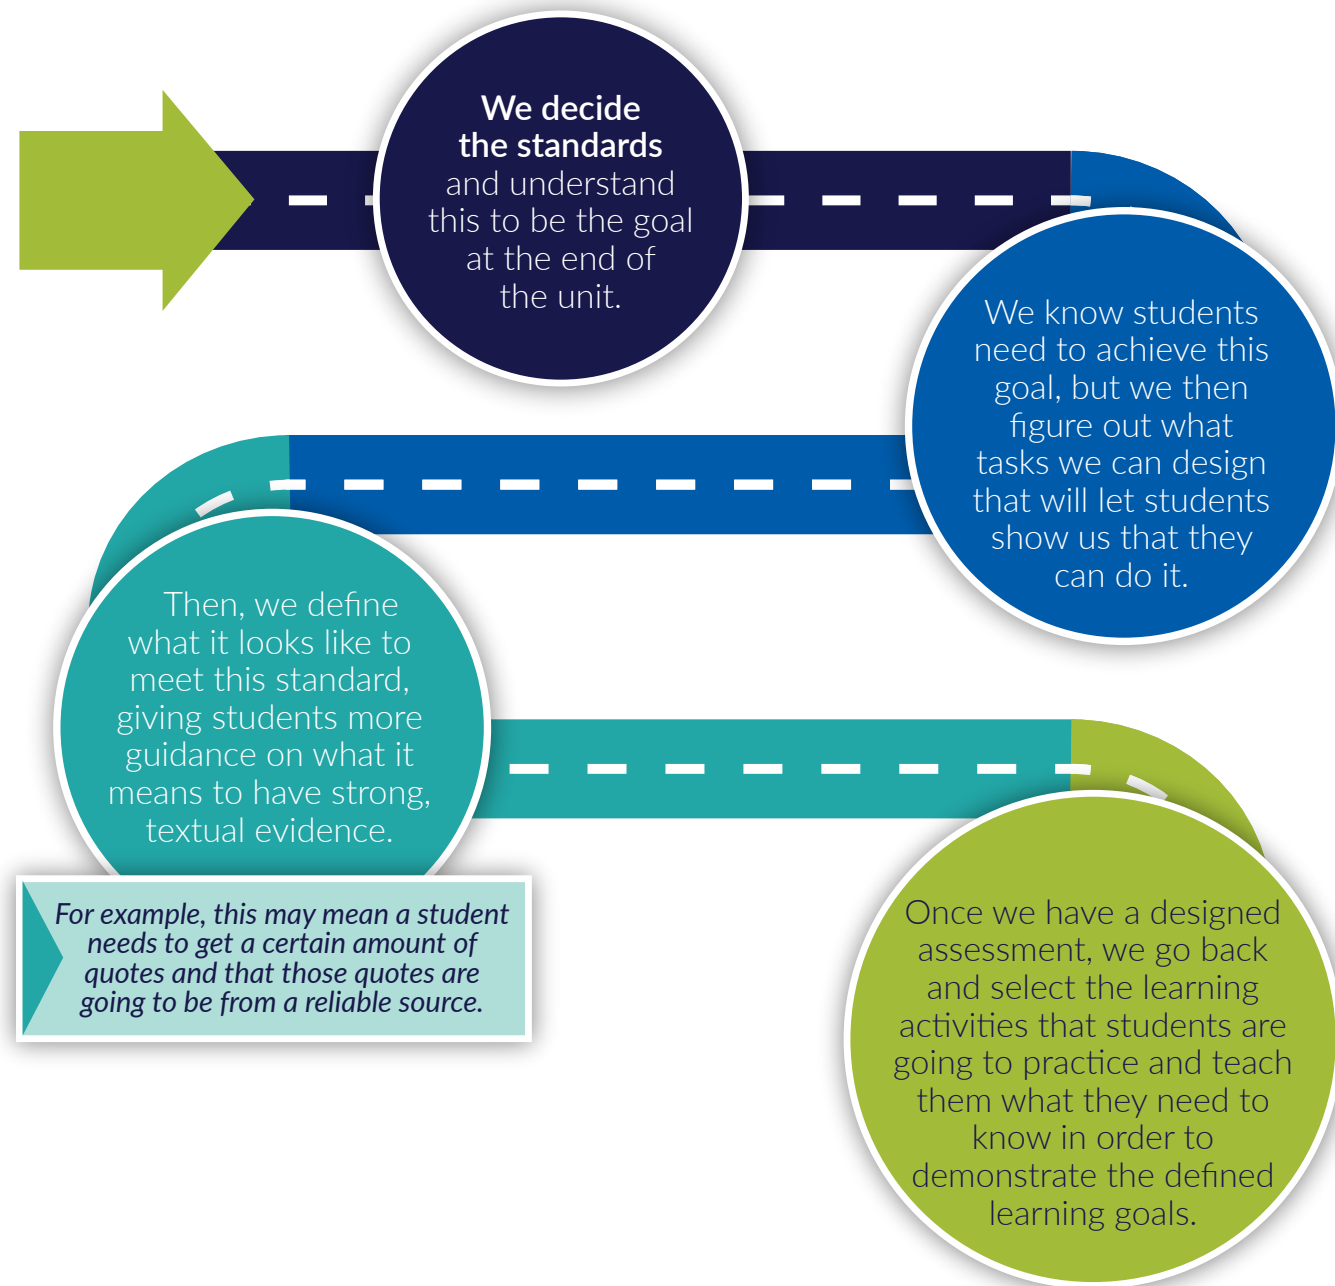 We decide
the standards
and understand
this to be the goal
at the end of
the unit.
We know students
need to achieve this
goal, but we then
figure out what
tasks we can design
that will let students
show us that they
can do it.
Then, we define
what it looks like to
meet this standard,
giving students more
guidance on what it
means to have strong,
textual evidence.
For example, this may mean a student
needs to get a certain amount of
quotes and that those quotes are
going to be from a reliable source.
Once we have a designed
assessment, we go back
and select the learning
activities that students are
going to practice and teach
them what they need to
know in order to
demonstrate the defined
learning goals.